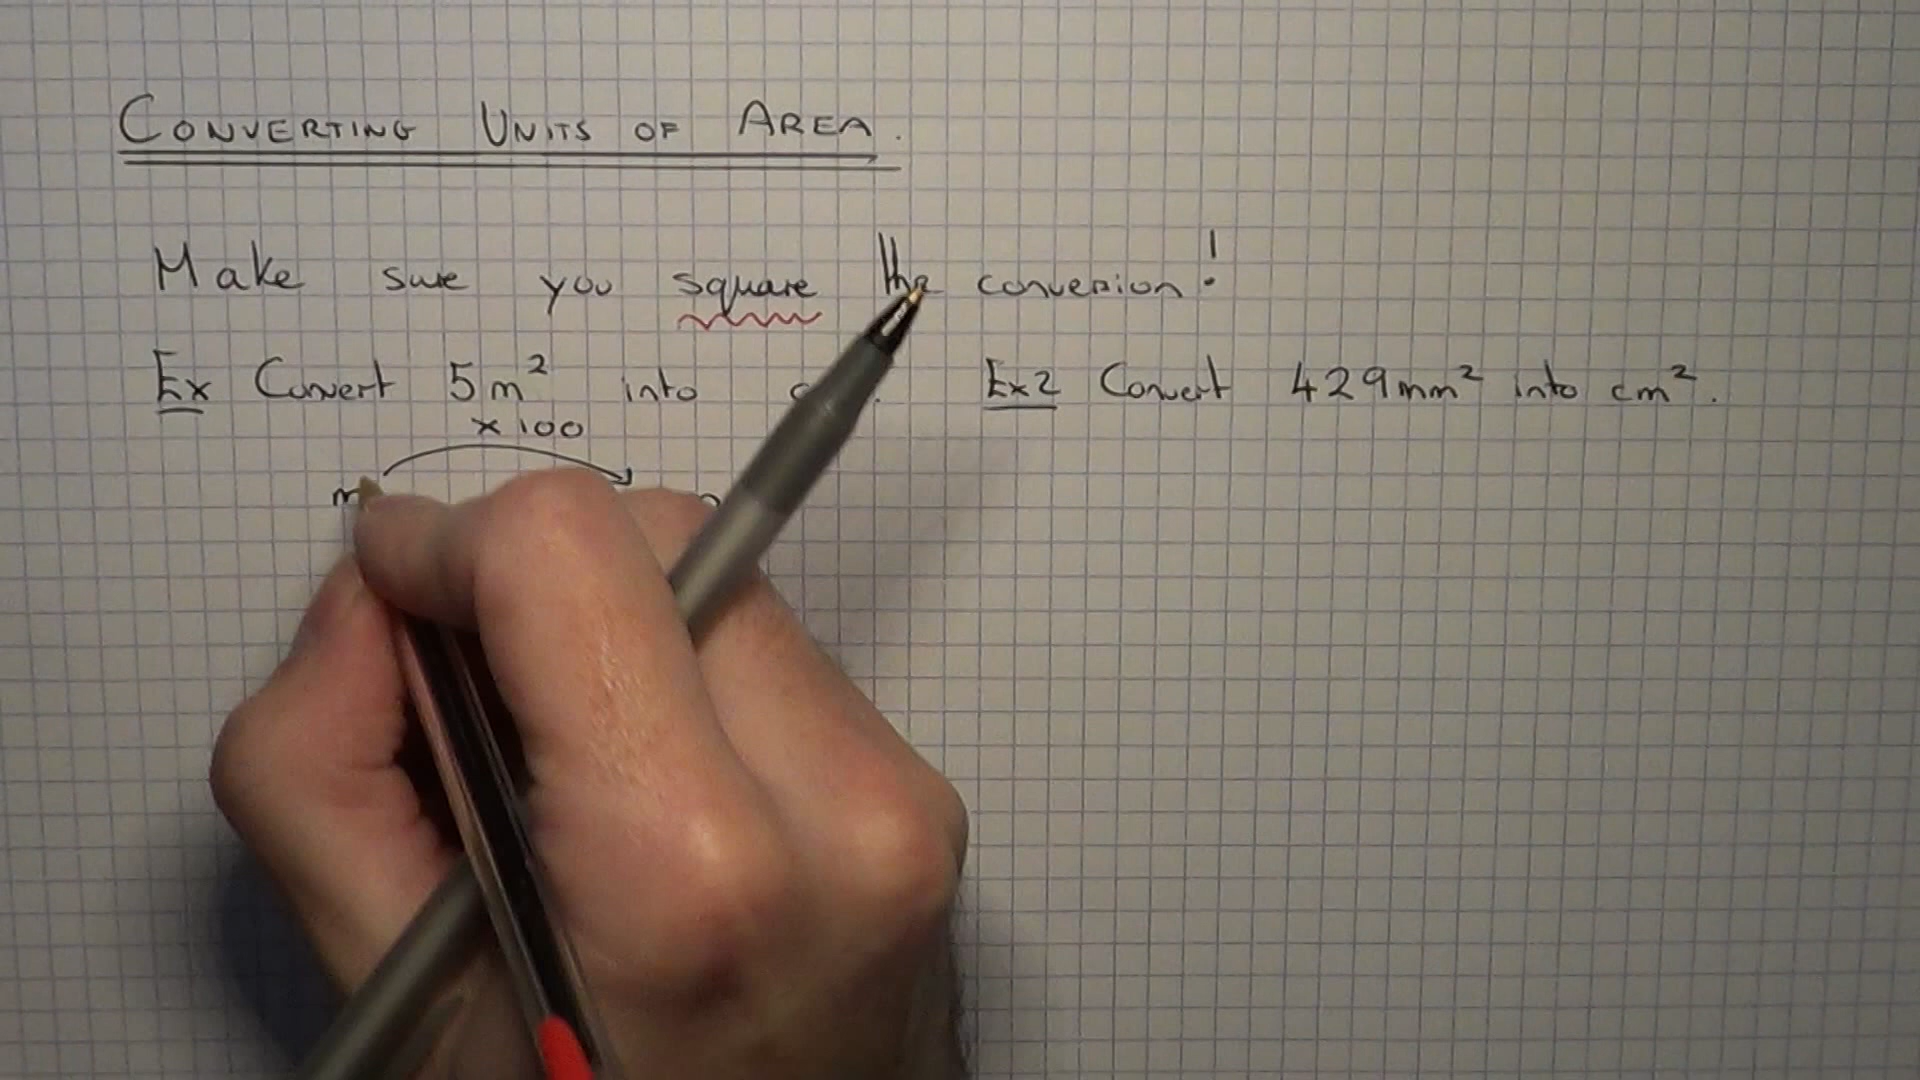 CONVERTING UNITS OF AREA.
Make sure you square the conversion!
Ex Convert 5m² into
× 100
m
Ex2 Convert 429mm² into cm².